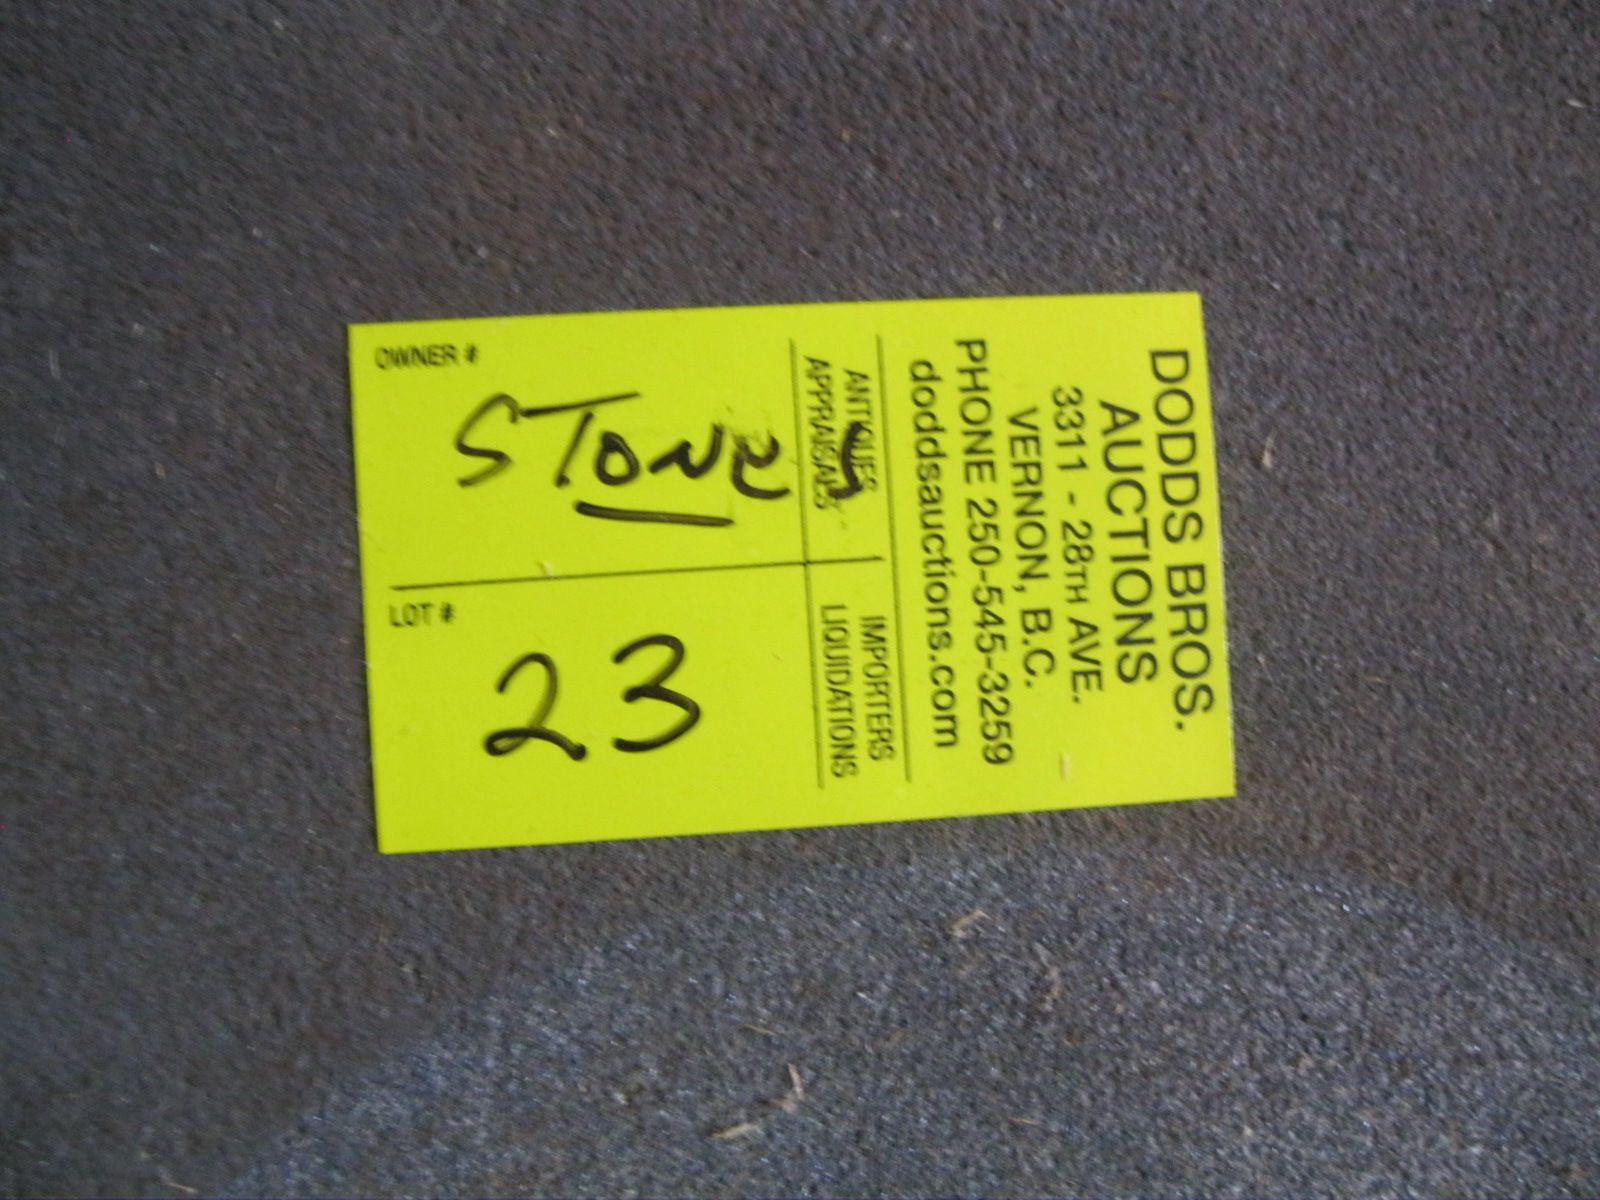 DODDS BROS.
AUCTIONS
3311 - 28TH AVE.
VERNON, B.C.
PHONE 250-545-3259
doddsauctions.com
ANTIQUES
APPRAISALS
IMPORTERS
LIQUIDATIONS
OWNER #
STONEY
LOT #
23